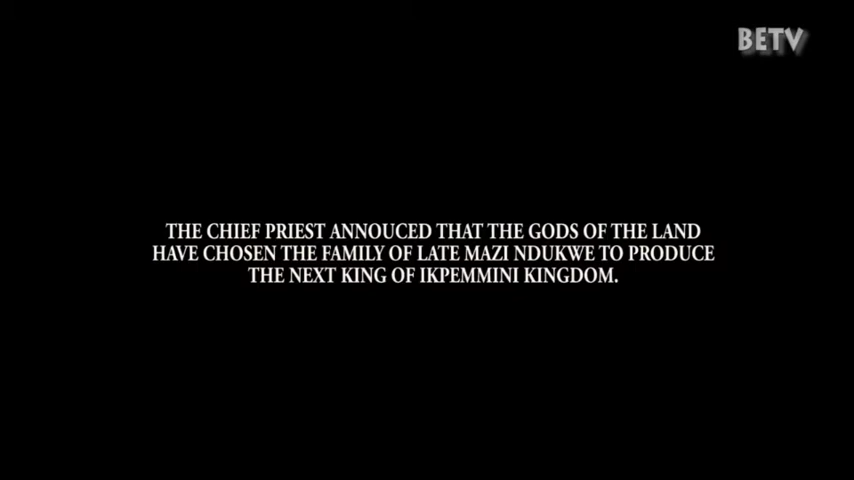 BETV
THE CHIEF PRIEST ANNOUCED THAT THE GODS OF THE LAND
HAVE CHOSEN THE FAMILY OF LATE MAZI NDUKWE TO PRODUCE
THE NEXT KING OF IKPEMMINI KINGDOM.